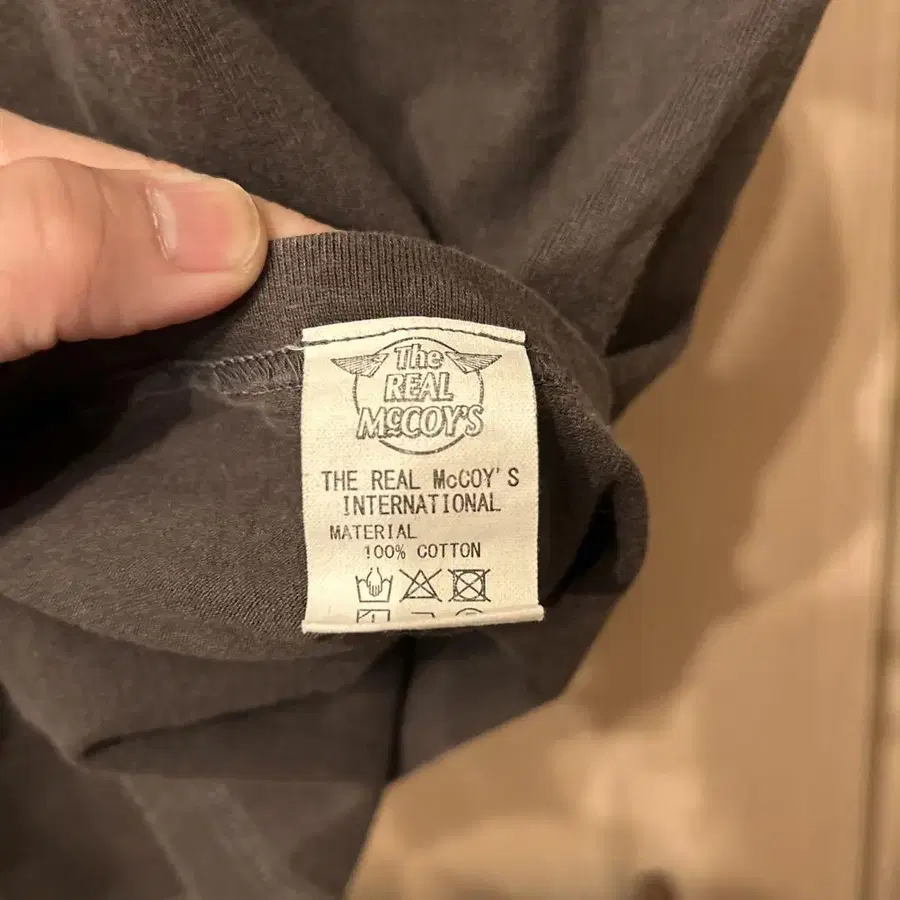 The
REAL
McCOY'S
THE REAL McCOY'S
INTERNATIONAL
MATERIAL
100% COTTON